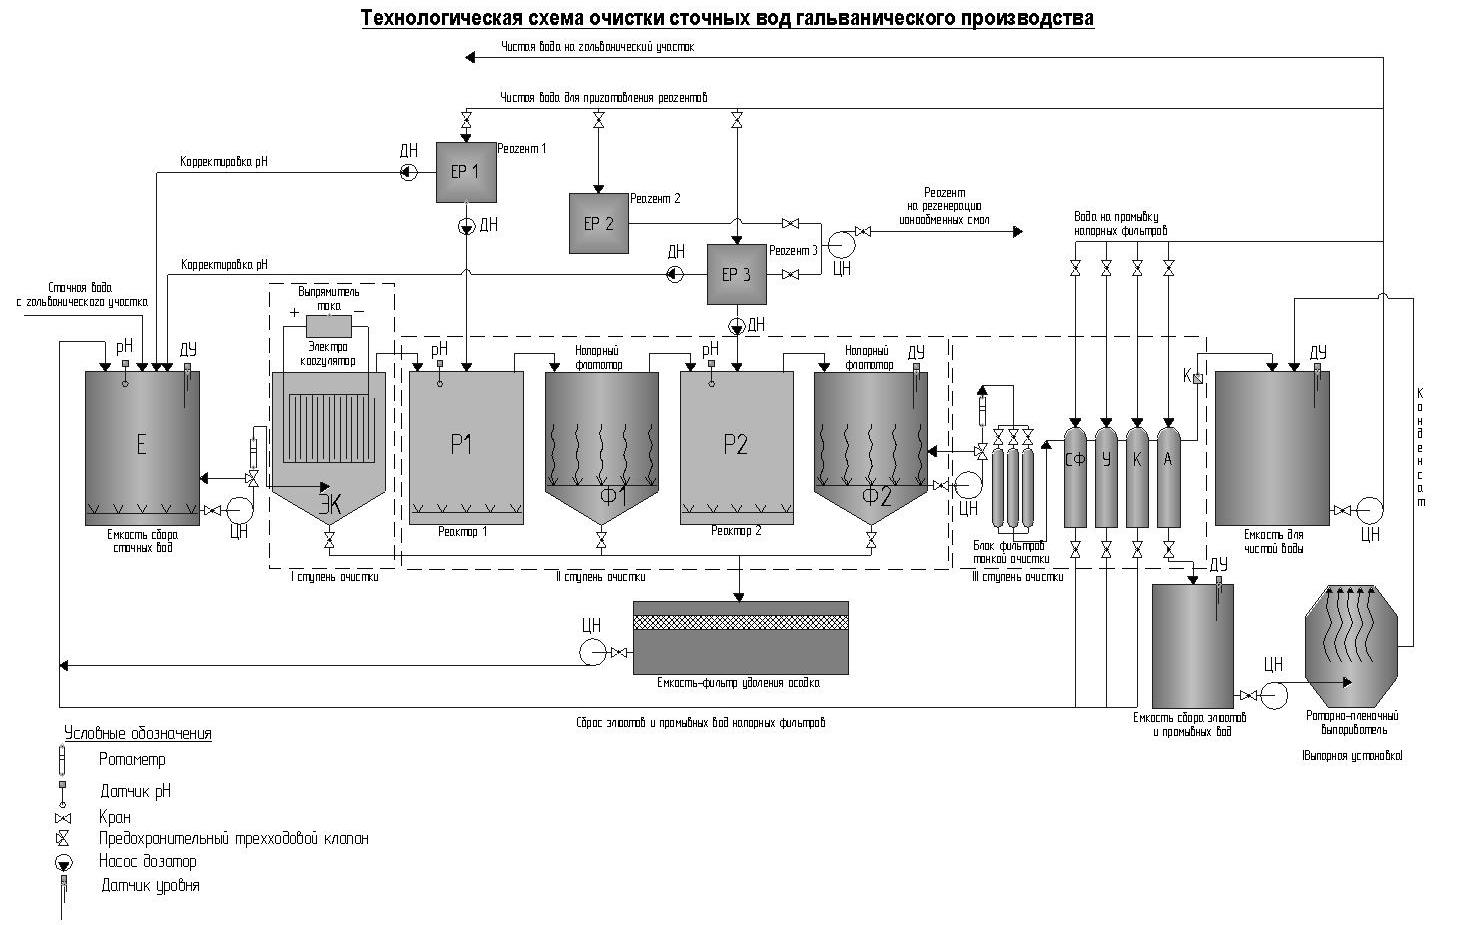 Технологическая схема очистки сточных вод гальванического производства
Чистая вода на гальванический участок
Чистая вода для приготовления реагентов
ДН
Реагент 1
Корректировка pH
ЕР 1
Реагент 2
ДН
ЕР 2
Реагент
на регенерацию
ионообменных смол
Вода на промывку
напорных фильтров
ДН
Реагент 3
ЦН
Корректировка pH
ЕР 3
Сточная вода
с гальванического участка
Выпрямитель
тока
+
−
ДН
Электро
коагулятор
pH
ДУ
pH
Напорный
флотатор
pH
Напорный
флотатор
ДУ
ДУ
К
Конденсат
Е
Р1
Р2
СФ
У
К
А
ЭК
Ф1
Ф2
ЦН
ЦН
ЦН
Емкость сбора
сточных вод
Реактор 1
Реактор 2
Блок фильтров
тонкой очистки
Емкость для
чистой воды
I ступень очистки
II ступень очистки
III ступень очистки
ДУ
ЦН
ЦН
Емкость-фильтр удаления осадка
Сброс элюатов и промывных вод напорных фильтров
Емкость сбора элюатов
и промывных вод
Роторно-пленочный
выпариватель
(Выпарная установка)
Условные обозначения
Ротаметр
Датчик pH
Кран
Предохранительный трехходовой клапан
Насос дозатор
Датчик уровня